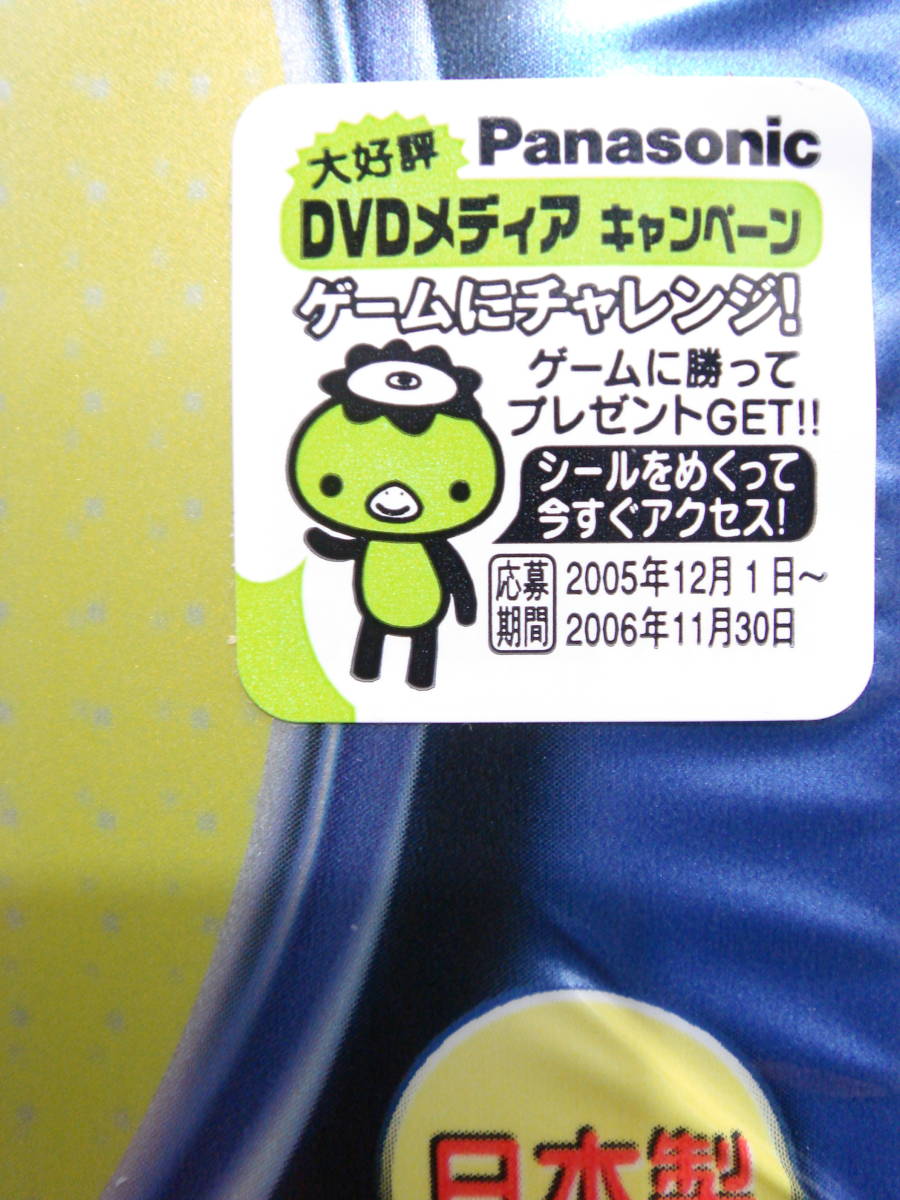 大好評 Panasonic
DVDメディア キャンペーン
ゲームにチャレンジ!
ゲームに勝って
プレゼントGET!!
シールをめくって
今すぐアクセス!
応募期間
2005年12月1日~
2006年11月30日
日本製